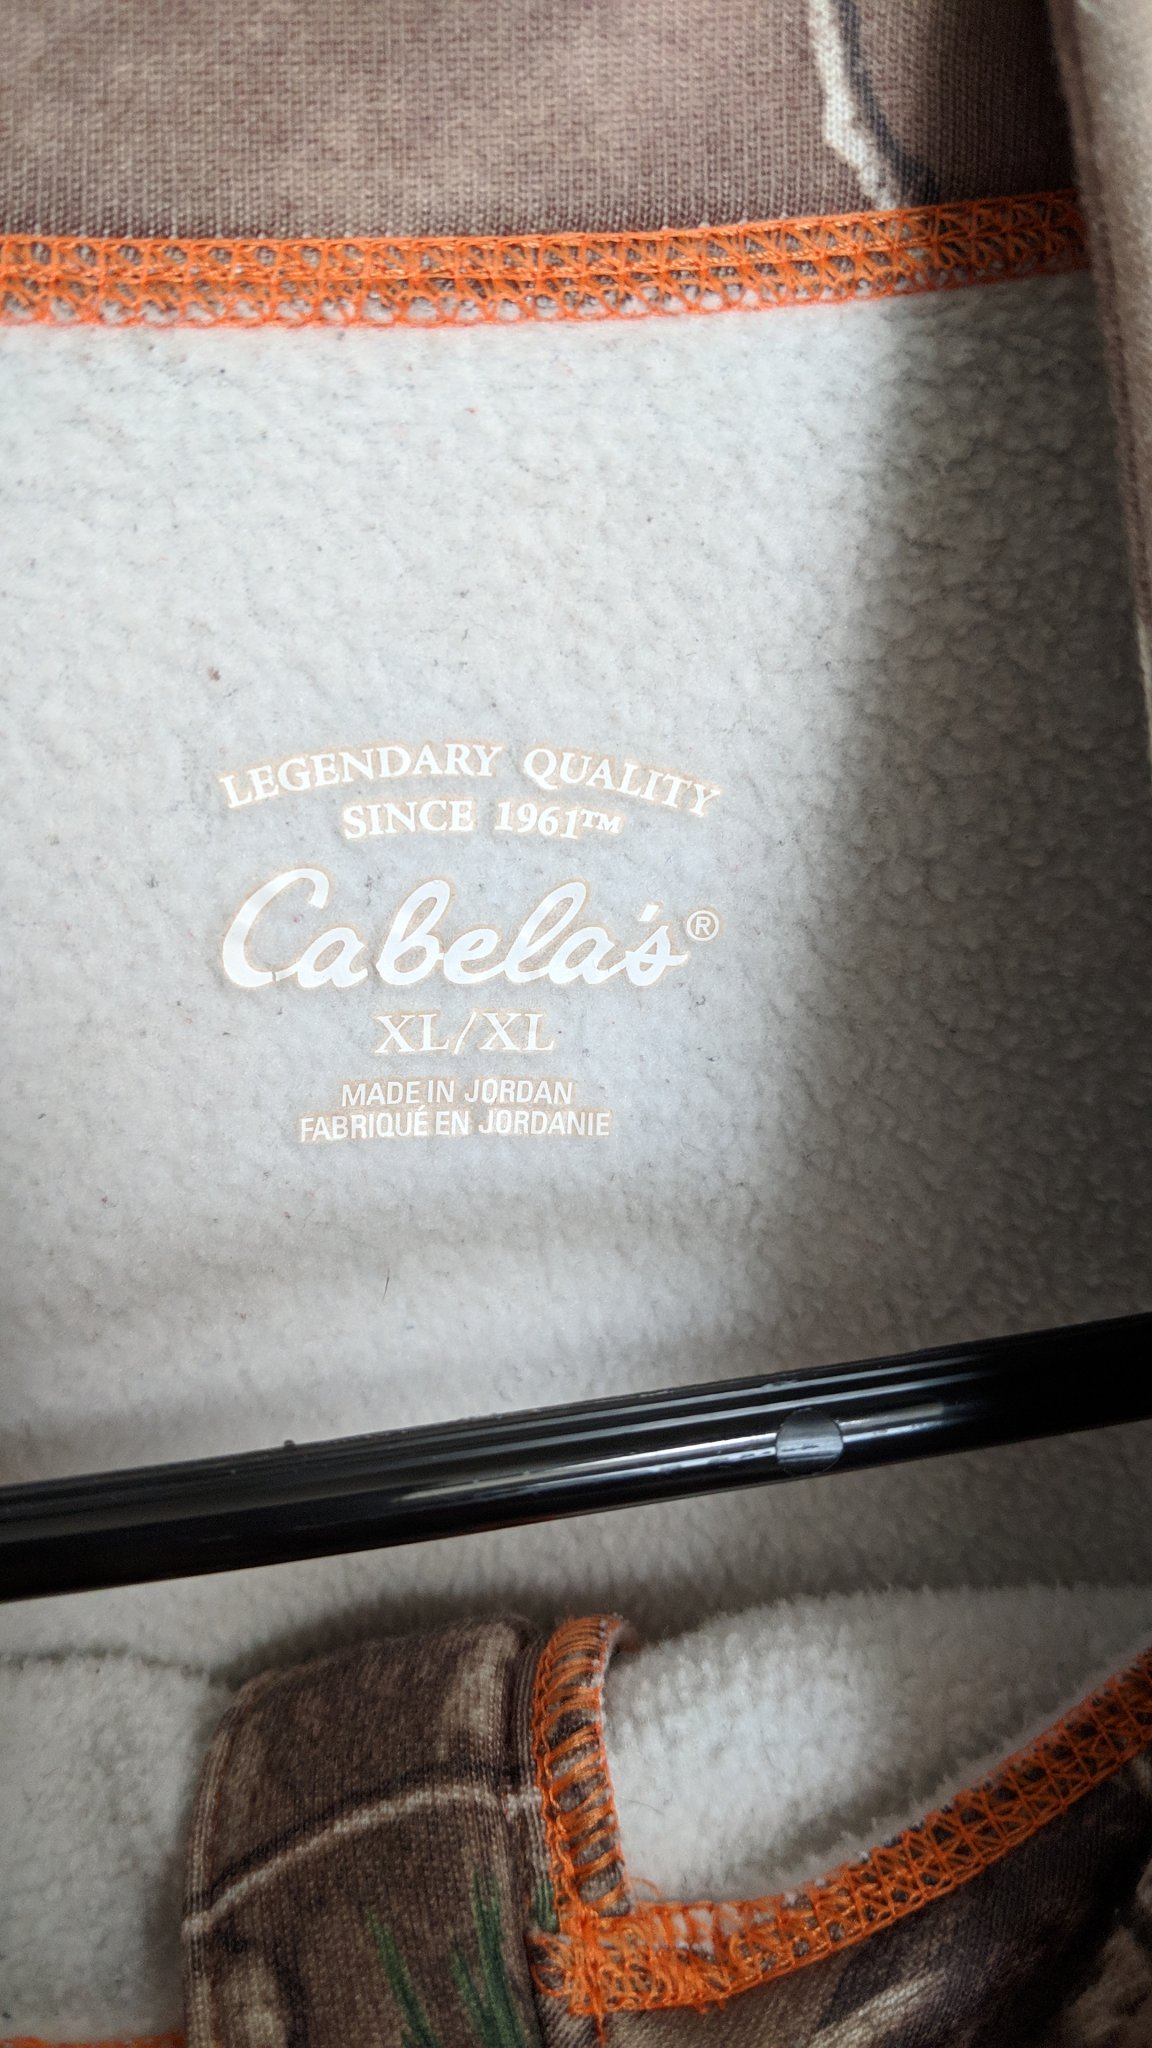 LEGENDARY QUALITY
SINCE 1961™
Cabela's®
XL/XL
MADE IN JORDAN
FABRIQUÉ EN JORDANIE